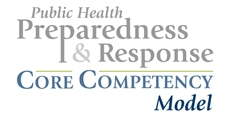 Public Health
Preparedness
& Response
CORE COMPETENCY
Model